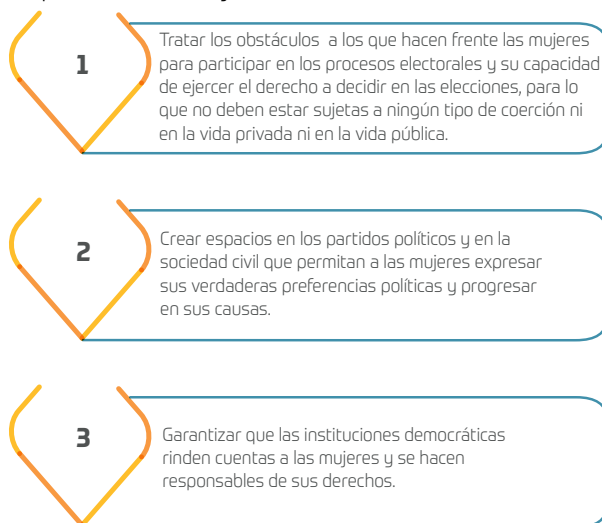 1
Tratar los obstáculos a los que hacen frente las mujeres
para participar en los procesos electorales y su capacidad
de ejercer el derecho a decidir en las elecciones, para lo
que no deben estar sujetas a ningún tipo de coerción ni
en la vida privada ni en la vida pública.
2
Crear espacios en los partidos políticos y en la
sociedad civil que permitan a las mujeres expresar
sus verdaderas preferencias políticas y progresar
en sus causas.
3
Garantizar que las instituciones democráticas
rinden cuentas a las mujeres y se hacen
responsables de sus derechos.